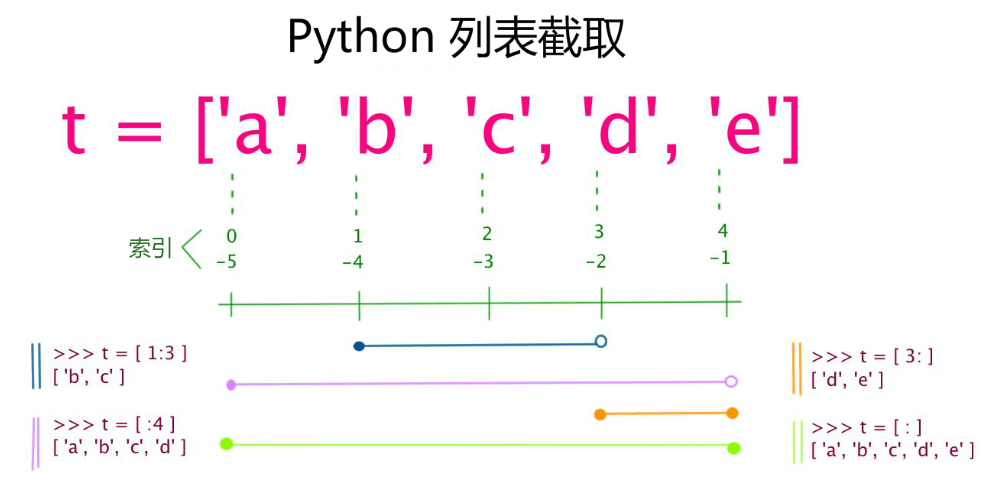 Python 列表截取
t = ['a', 'b', 'c', 'd', 'e']
索引
0 1 2 3 4
-5 -4 -3 -2 -1
>>> t = [ 1:3 ]
[ 'b', 'c' ]
>>> t = [ :4 ]
[ 'a', 'b', 'c', 'd' ]
>>> t = [ 3: ]
[ 'd', 'e' ]
>>> t = [ : ]
[ 'a', 'b', 'c', 'd', 'e' ]